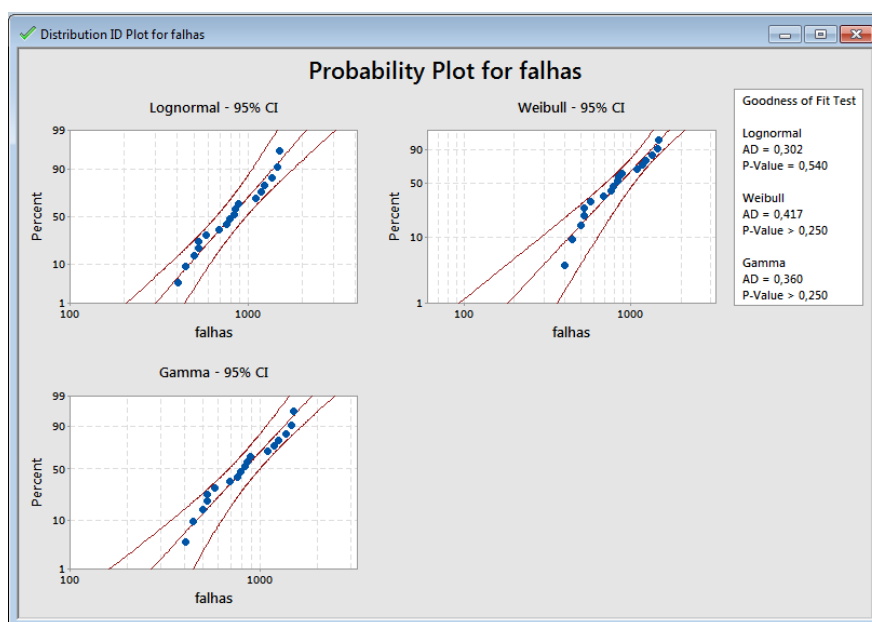 Distribution ID Plot for falhas
Probability Plot for falhas
Lognormal - 95% CI
99
90
50
10
1
Percent
100
1000
falhas
Weibull - 95% CI
90
50
10
1
Percent
100
1000
falhas
Goodness of Fit Test
Lognormal
AD = 0,302
P-Value = 0,540
Weibull
AD = 0,417
P-Value > 0,250
Gamma
AD = 0,360
P-Value > 0,250
Gamma - 95% CI
99
90
50
10
1
Percent
100
1000
falhas